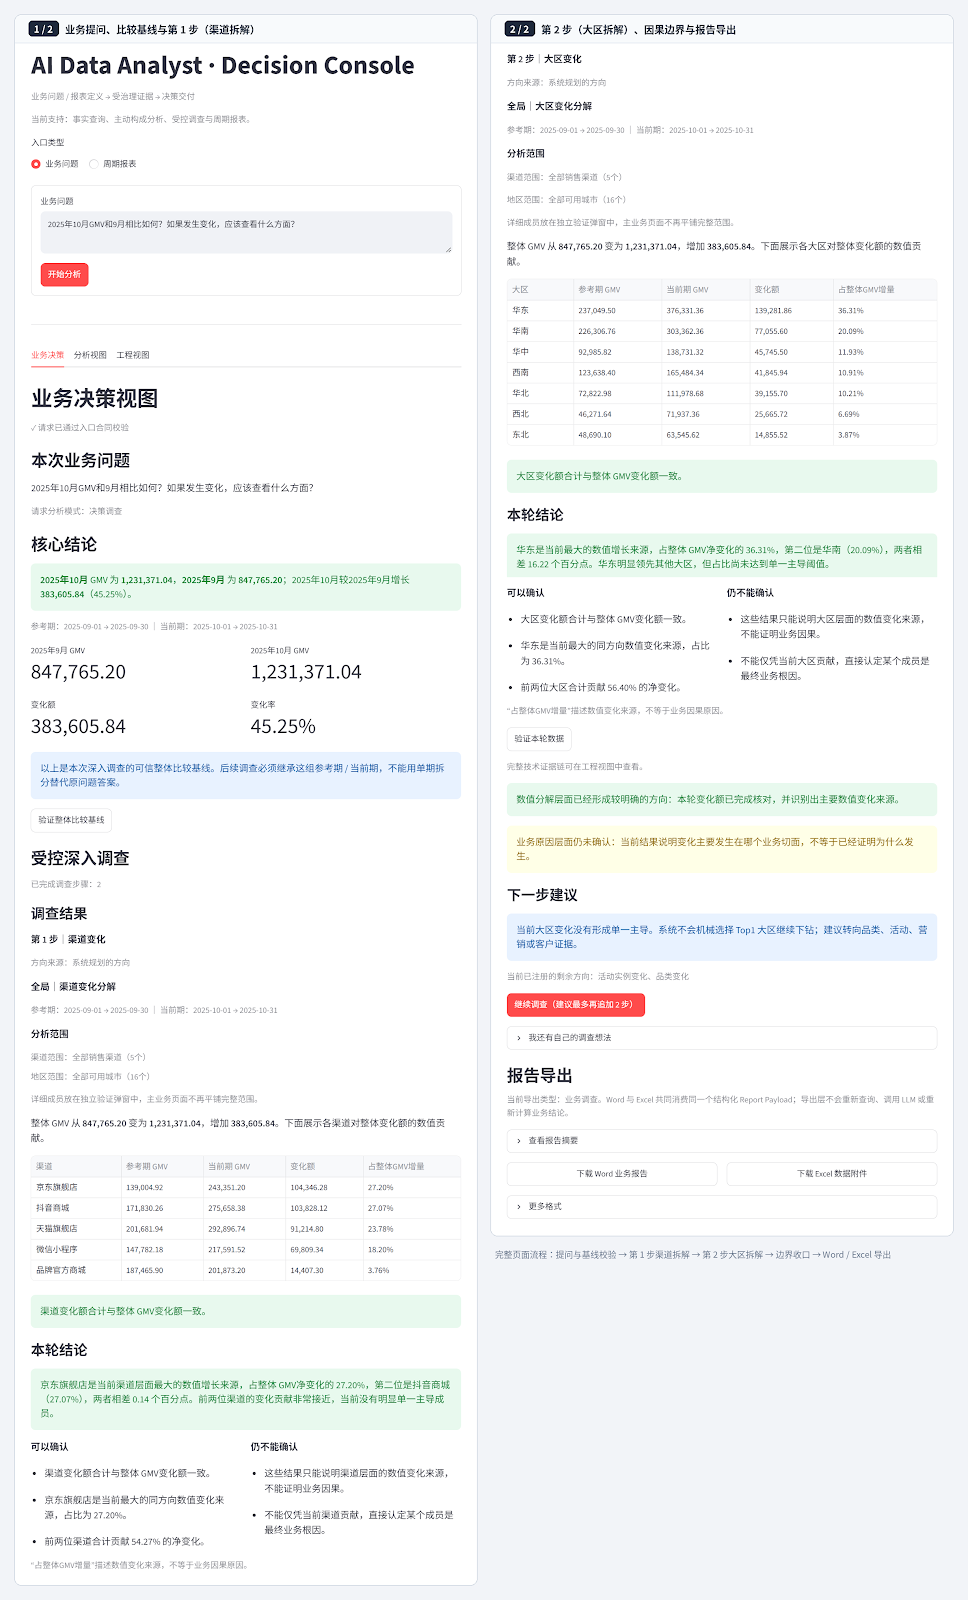 1 / 2 业务提问、比较基线与第 1 步（渠道拆解）
AI Data Analyst · Decision Console
业务问题 / 报表定义 → 受治理证据 → 决策交付
当前支持：事实查询、主动构成分析、受控调查与周期报表。
入口类型
业务问题 周期报表
业务问题
2025年10月GMV和9月相比如何？如果发生变化，应该查看什么方面？
开始分析
业务决策 分析视图 工程视图
业务决策视图
✓ 请求已通过入口合同校验
本次业务问题
2025年10月GMV和9月相比如何？如果发生变化，应该查看什么方面？
请求分析模式：决策调查
核心结论
2025年10月 GMV 为 1,231,371.04，2025年9月 为 847,765.20；2025年10月较2025年9月增长
383,605.84（45.25%）。
参考期：2025-09-01 → 2025-09-30 ｜ 当前期：2025-10-01 → 2025-10-31
2025年9月 GMV 2025年10月 GMV
847,765.20 1,231,371.04
变化额 变化率
383,605.84 45.25%
以上是本次深入调查的可信整体比较基线。后续调查必须继承这组参考期 / 当前期，不能用单期拆
分替代原问题答案。
验证整体比较基线
受控深入调查
已完成调查步骤：2
调查结果
第 1 步｜渠道变化
方向来源：系统规划的方向
全局｜渠道变化分解
参考期：2025-09-01 → 2025-09-30 ｜ 当前期：2025-10-01 → 2025-10-31
分析范围
渠道范围：全部销售渠道（5个）
地区范围：全部可用城市（16个）
详细成员放在独立验证弹窗中，主业务页面不再平铺完整范围。
整体 GMV 从 847,765.20 变为 1,231,371.04，增加 383,605.84。下面展示各渠道对整体变化额的数值贡
献。
渠道 参考期 GMV 当前期 GMV 变化额 占整体GMV增量
京东旗舰店 139,004.92 243,351.20 104,346.28 27.20%
抖音商城 171,830.26 275,658.38 103,828.12 27.07%
天猫旗舰店 201,681.94 292,896.74 91,214.80 23.78%
微信小程序 147,782.18 217,591.52 69,809.34 18.20%
品牌官方商城 187,465.90 201,873.20 14,407.30 3.76%
渠道变化额合计与整体 GMV变化额一致。
本轮结论
京东旗舰店是当前渠道层面最大的数值增长来源，占整体 GMV净变化的 27.20%，第二位是抖音商城
（27.07%），两者相差 0.14 个百分点。前两位渠道的变化贡献非常接近，当前没有明显单一主导成
员。
可以确认
• 渠道变化额合计与整体 GMV变化额一致。
• 京东旗舰店是当前最大的同方向数值变化来
源，占比为 27.20%。
• 前两位渠道合计贡献 54.27% 的净变化。
仍不能确认
• 这些结果只能说明渠道层面的数值变化来源，
不能证明业务因果。
• 不能仅凭当前渠道贡献，直接认定某个成员是
最终业务根因。
“占整体GMV增量”描述数值变化来源，不等于业务因果原因。
2 / 2 第 2 步（大区拆解）、因果边界与报告导出
第 2 步｜大区变化
方向来源：系统规划的方向
全局｜大区变化分解
参考期：2025-09-01 → 2025-09-30 ｜ 当前期：2025-10-01 → 2025-10-31
分析范围
渠道范围：全部销售渠道（5个）
地区范围：全部可用城市（16个）
详细成员放在独立验证弹窗中，主业务页面不再平铺完整范围。
整体 GMV 从 847,765.20 变为 1,231,371.04，增加 383,605.84。下面展示各大区对整体变化额的数值贡
献。
大区 参考期 GMV 当前期 GMV 变化额 占整体GMV增量
华东 237,049.50 376,331.36 139,281.86 36.31%
华南 226,306.76 303,362.36 77,055.60 20.09%
华中 92,985.82 138,731.32 45,745.50 11.93%
西南 123,638.40 165,484.34 41,845.94 10.91%
华北 72,822.98 111,978.68 39,155.70 10.21%
西北 46,271.64 71,937.36 25,665.72 6.69%
东北 48,690.10 63,545.62 14,855.52 3.87%
大区变化额合计与整体 GMV变化额一致。
本轮结论
华东是当前最大的数值增长来源，占整体 GMV净变化的 36.31%，第二位是华南（20.09%），两者相
差 16.22 个百分点。华东明显领先其他大区，但占比尚未达到单一主导阈值。
可以确认
• 大区变化额合计与整体 GMV变化额一致。
• 华东是当前最大的同方向数值变化来源，占比
为 36.31%。
• 前两位大区合计贡献 56.40% 的净变化。
仍不能确认
• 这些结果只能说明大区层面的数值变化来源，
不能证明业务因果。
• 不能仅凭当前大区贡献，直接认定某个成员是
最终业务根因。
“占整体GMV增量”描述数值变化来源，不等于业务因果原因。
验证本轮数据
完整技术证据链可在工程视图中查看。
数值分解层面已经形成较明确的方向：本轮变化额已完成核对，并识别出主要数值变化来源。
业务原因层面仍未确认：当前结果说明变化主要发生在哪个业务切面，不等于已经证明为什么发
生。
下一步建议
当前大区变化没有形成单一主导。系统不会机械选择 Top1 大区继续下钻；建议转向品类、活动、营
销或客户证据。
当前已注册的剩余方向：活动实例变化、品类变化
继续调查（建议最多再追加 2 步）
› 我还有自己的调查想法
报告导出
当前导出类型：业务调查。Word 与 Excel 共同消费同一个结构化 Report Payload；导出层不会重新查询、调用 LLM 或重
新计算业务结论。
› 查看报告摘要
下载 Word 业务报告 下载 Excel 数据附件
› 更多格式
完整页面流程：提问与基线校验 → 第 1 步渠道拆解 → 第 2 步大区拆解 → 边界收口 → Word / Excel 导出